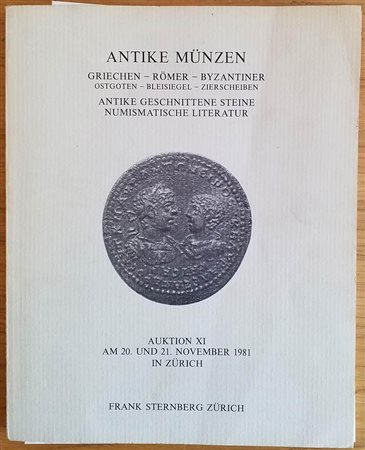 ANTIKE MÜNZEN
GRIECHEN – RÖMER – BYZANTINER
OSTGOTEN – BLEISIEGEL – ZIERSCHEIBEN
ANTIKE GESCHNITTENE STEINE
NUMISMATISCHE LITERATUR
AUKTION XI
AM 20. UND 21. NOVEMBER 1981
IN ZÜRICH
FRANK STERNBERG ZÜRICH